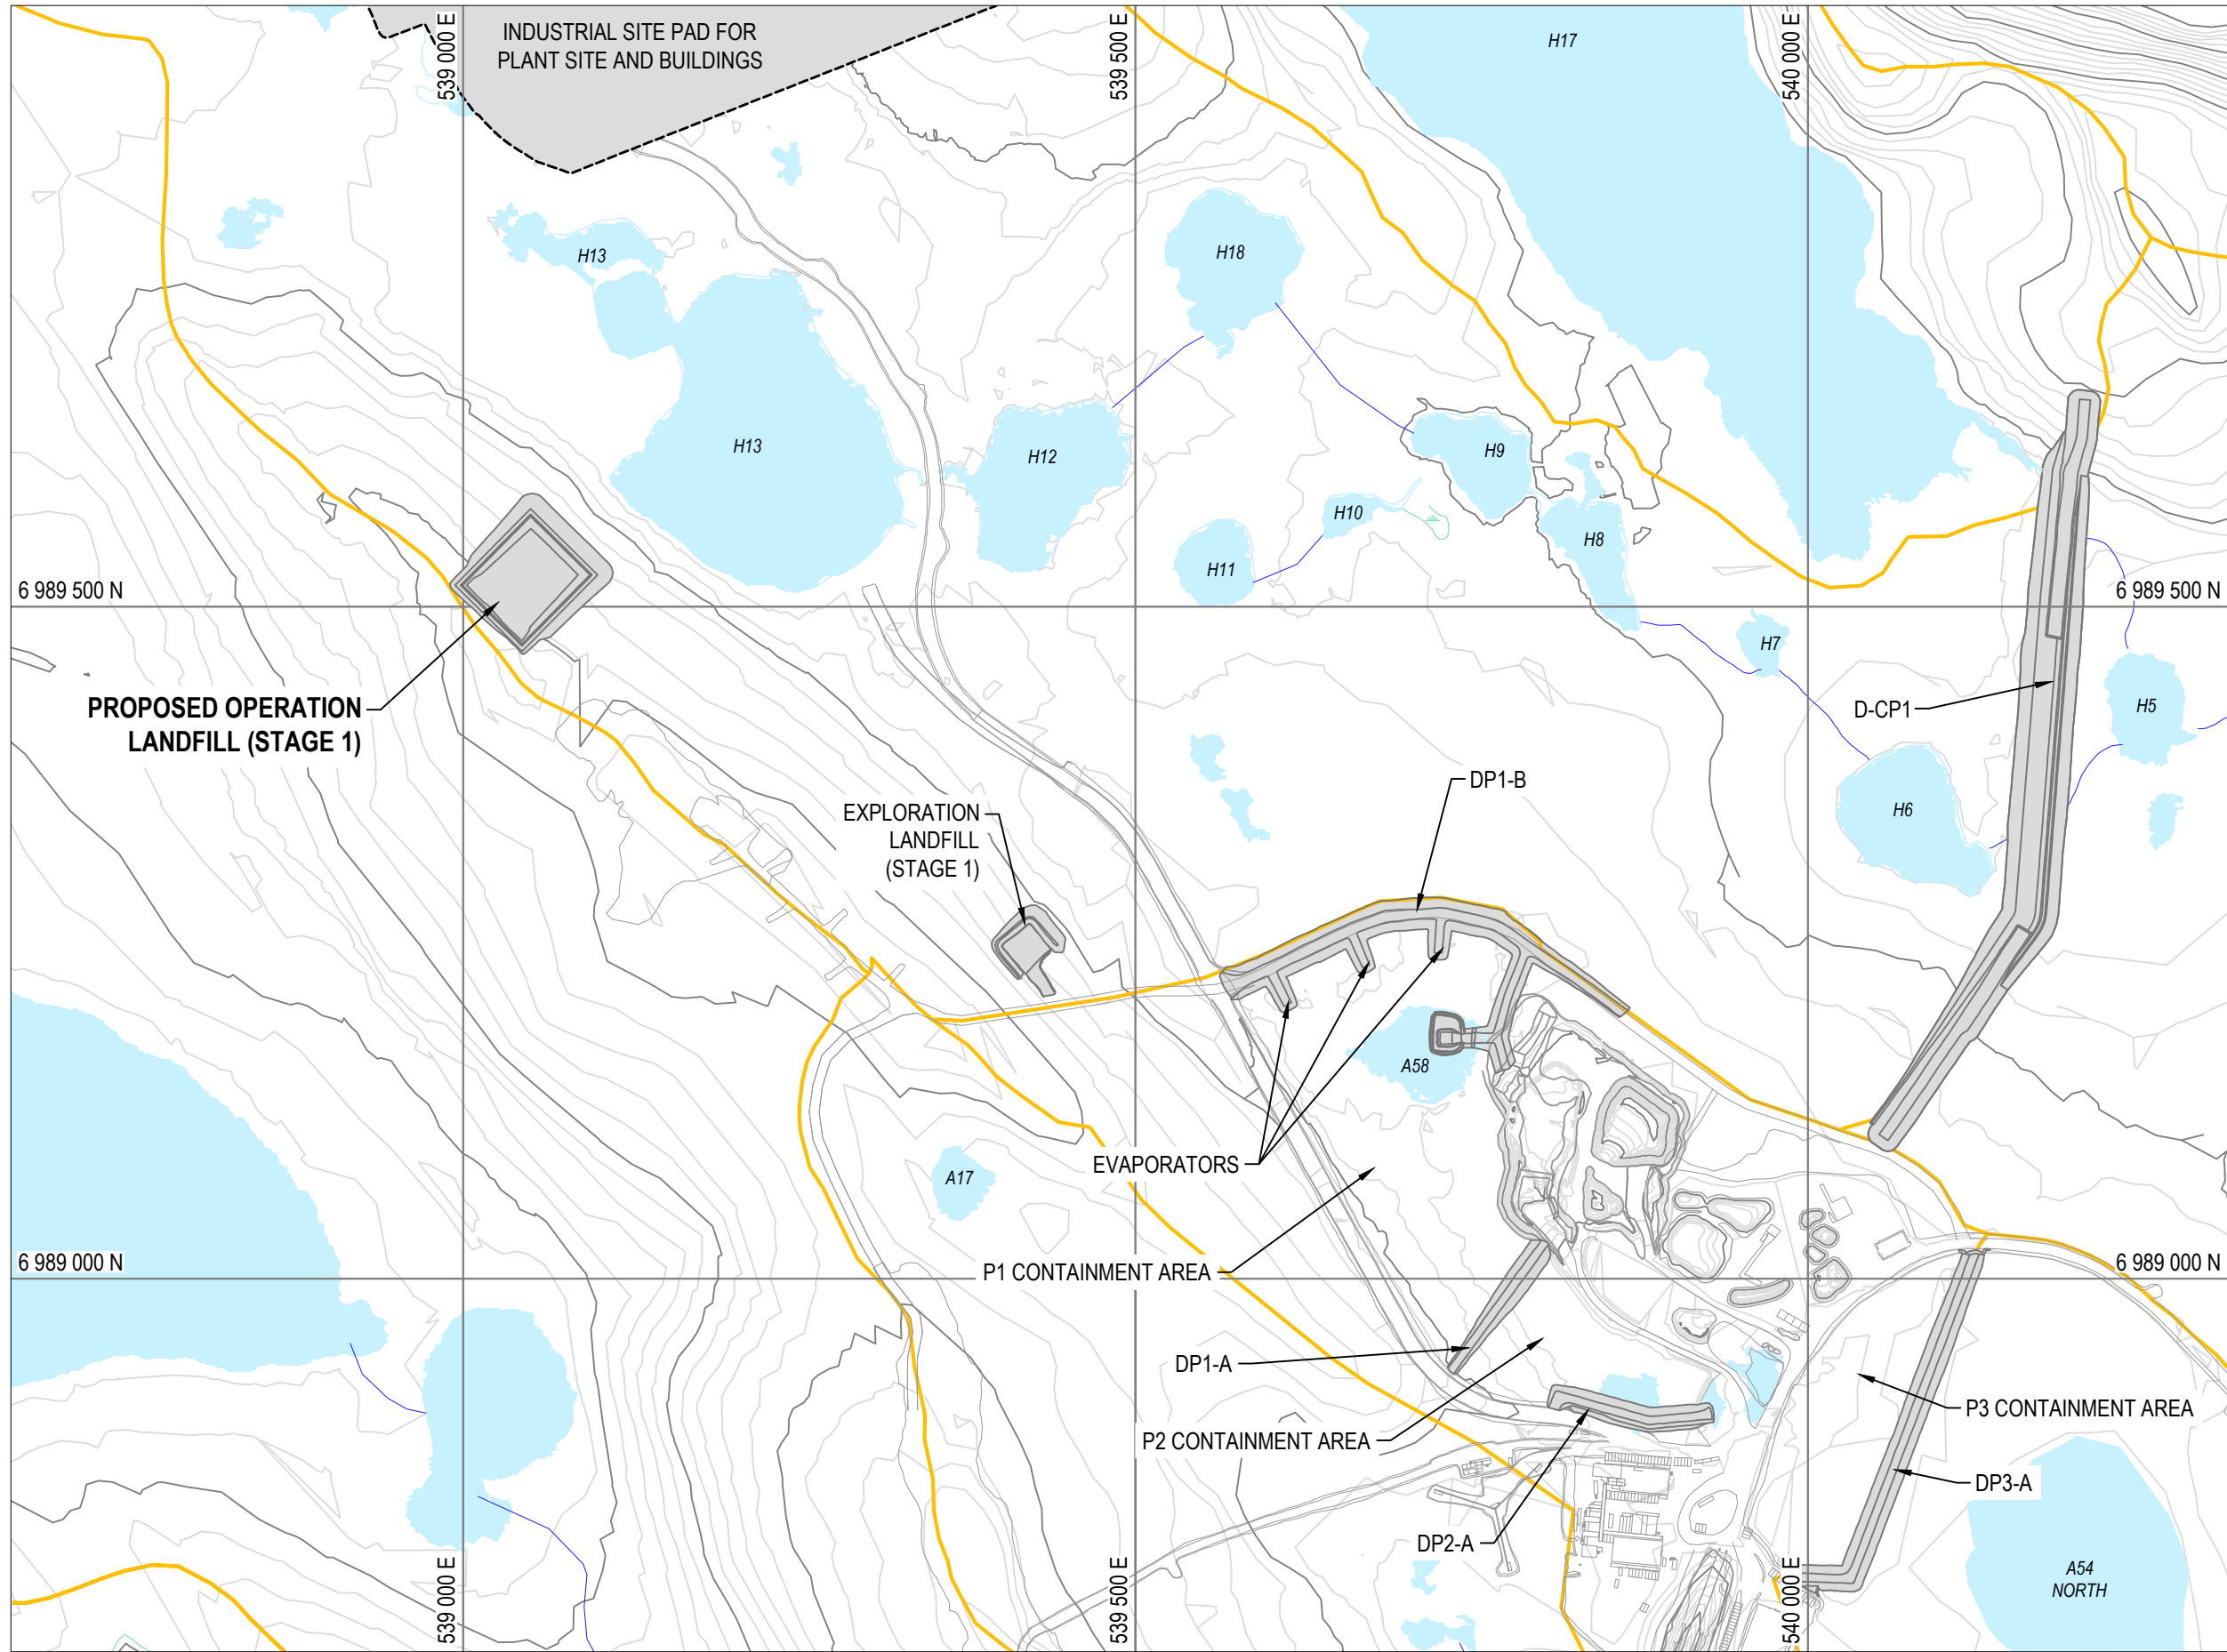 INDUSTRIAL SITE PAD FOR
PLANT SITE AND BUILDINGS
539 000 E
539 500 E
540 000 E
H17
H13
H18
H13
H12
H9
H10
H8
H11
6 989 500 N
6 989 500 N
H7
H5
H6
PROPOSED OPERATION
LANDFILL (STAGE 1)
D-CP1
DP1-B
EXPLORATION
LANDFILL
(STAGE 1)
A58
EVAPORATORS
A17
6 989 000 N
6 989 000 N
P1 CONTAINMENT AREA
DP1-A
P2 CONTAINMENT AREA
P3 CONTAINMENT AREA
DP3-A
DP2-A
A54
NORTH
539 000 E
539 500 E
540 000 E